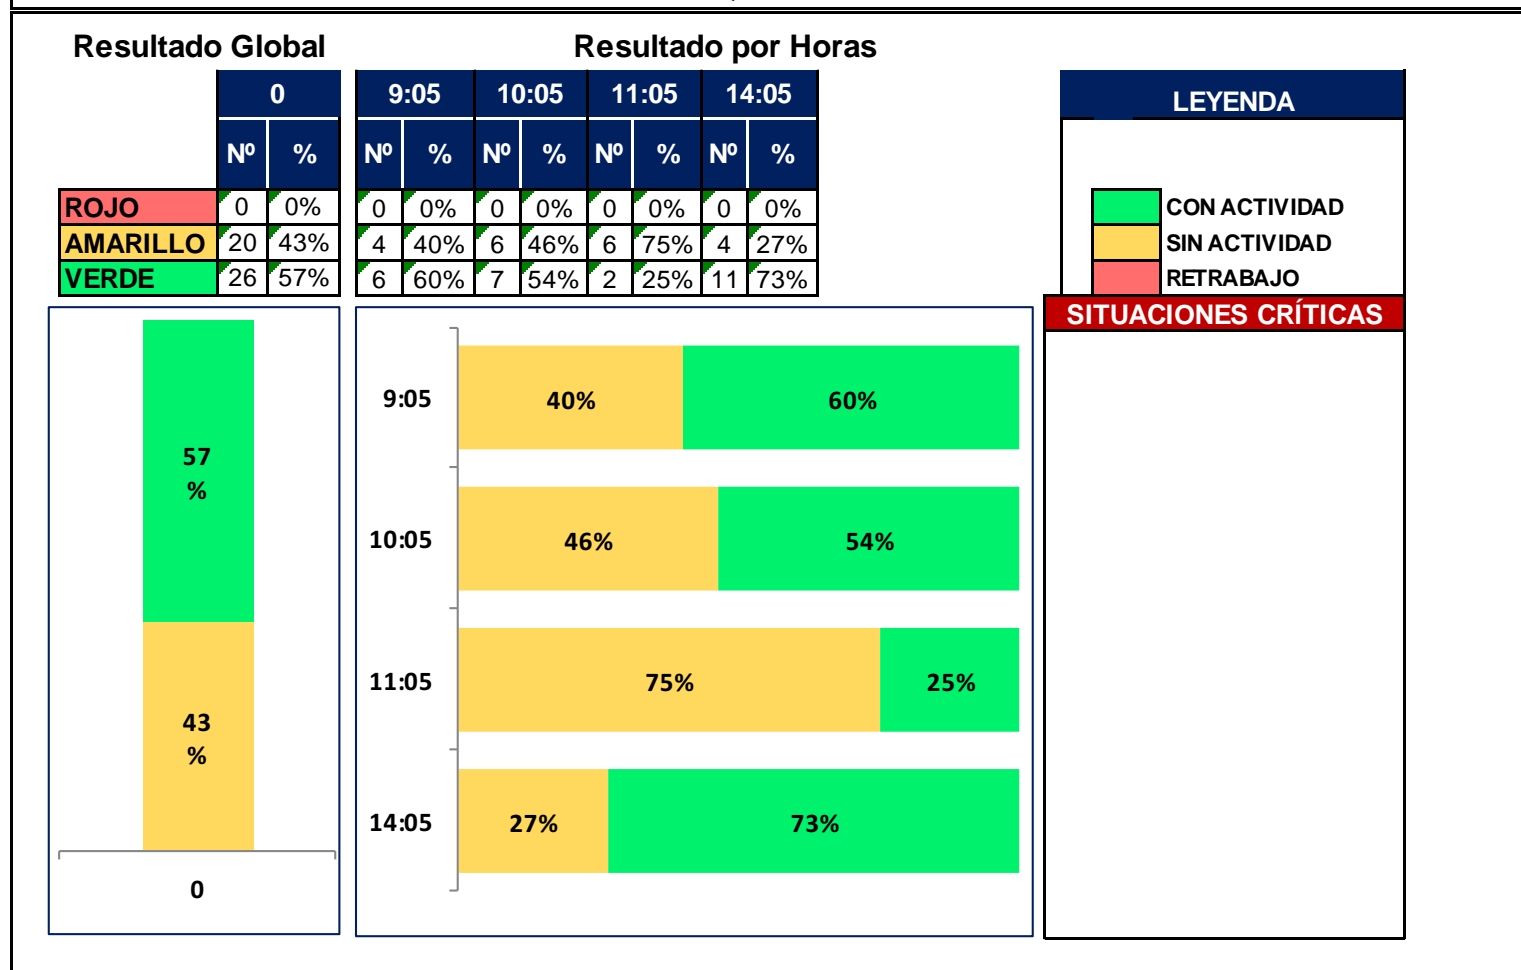 Resultado Global
Resultado por Horas
0 9:05 10:05 11:05 14:05
Nº % Nº % Nº % Nº % Nº %
ROJO 0 0% 0 0% 0 0% 0 0% 0 0%
AMARILLO 20 43% 4 40% 6 46% 6 75% 4 27%
VERDE 26 57% 6 60% 7 54% 2 25% 11 73%
LEYENDA
CON ACTIVIDAD
SIN ACTIVIDAD
RETRABAJO
SITUACIONES CRÍTICAS
57
%
43
%
0
9:05 40% 60%
10:05 46% 54%
11:05 75% 25%
14:05 27% 73%